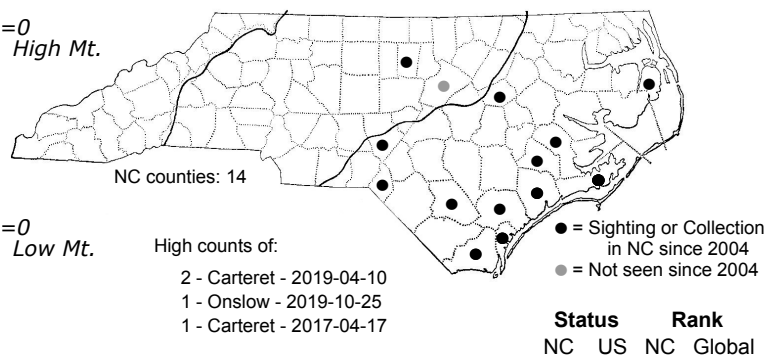 =0
High Mt.
NC counties: 14
=0
Low Mt.
High counts of:
2 - Carteret - 2019-04-10
1 - Onslow - 2019-10-25
1 - Carteret - 2017-04-17
= Sighting or Collection
in NC since 2004
= Not seen since 2004
Status Rank
NC US NC Global